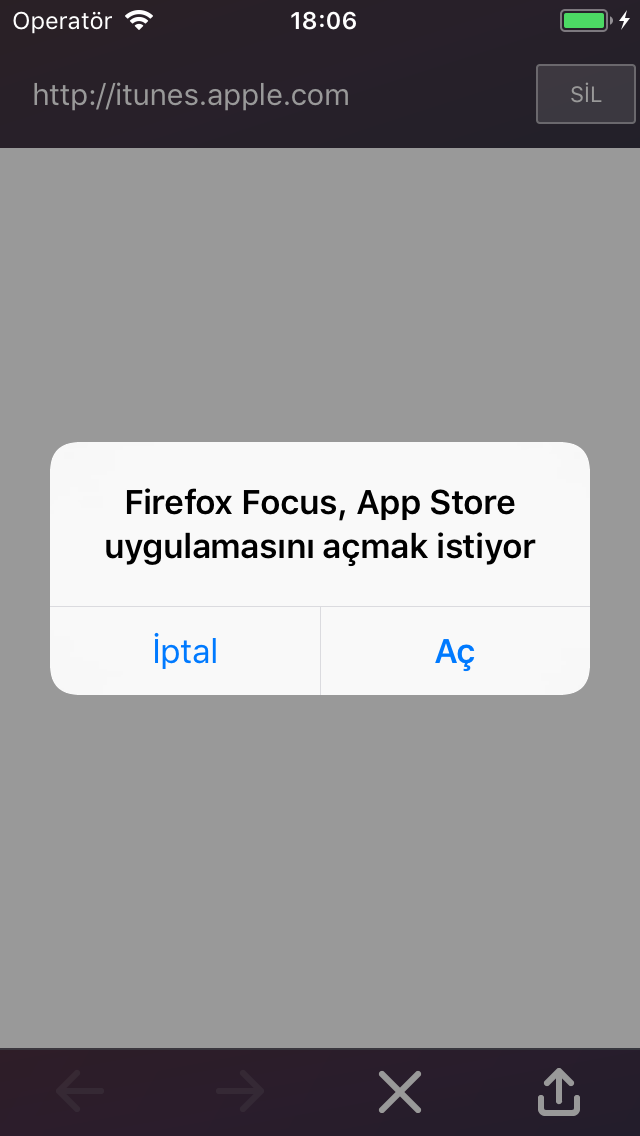 Operatör 18:06
http://itunes.apple.com SİL
Firefox Focus, App Store
uygulamasını açmak istiyor
İptal Aç